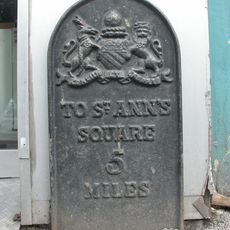 TO ST. ANN'S
SQUARE
5
MILES